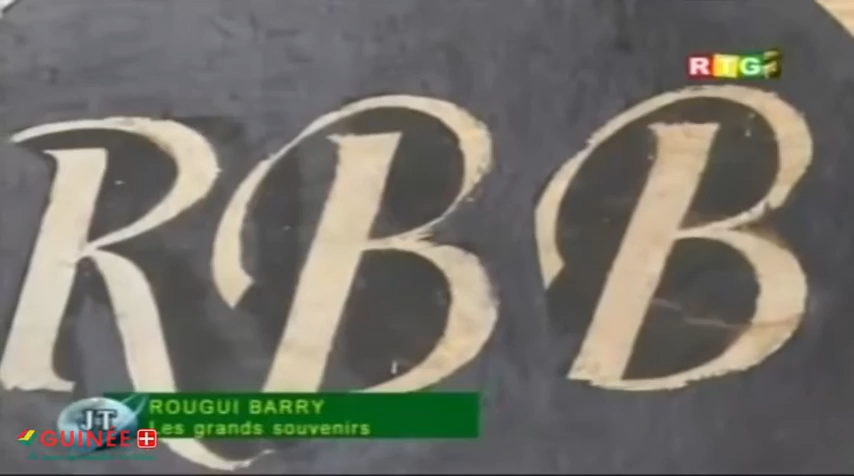 RTG
RBB
ROUGUI BARRY
Les grands souvenirs
JT
GUINEE